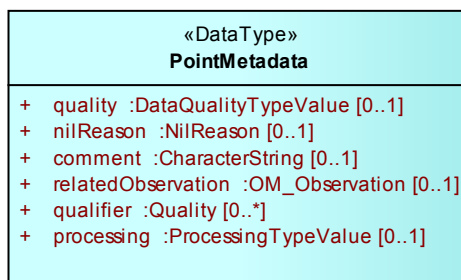 «DataType»
PointMetadata
+ quality :DataQualityTypeValue [0..1]
+ nilReason :NilReason [0..1]
+ comment :CharacterString [0..1]
+ relatedObservation :OM_Observation [0..1]
+ qualifier :Quality [0..*]
+ processing :ProcessingTypeValue [0..1]